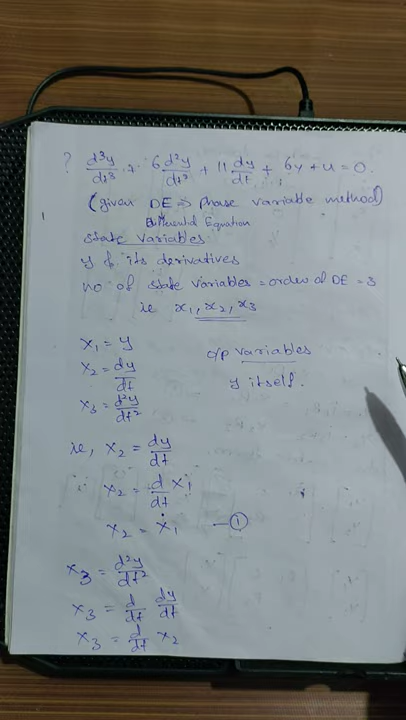 ? d³y/dt³ + 6 d²y/dt² + 11 dy/dt + 6y + u = 0.
(given DE ⇒ phase variable method)
Differential Equation
state variables
y & its derivatives
no of state variables = order of DE = 3
ie x₁, x₂, x₃
x₁ = y
o/p variables
x₂ = dy/dt
y itself.
x₃ = d²y/dt²
ie, x₂ = dy/dt
x₂ = d/dt x₁
x₂ = ẋ₁ —①
x₃ = d²y/dt²
x₃ = d/dt dy/dt
x₃ = d/dt x₂